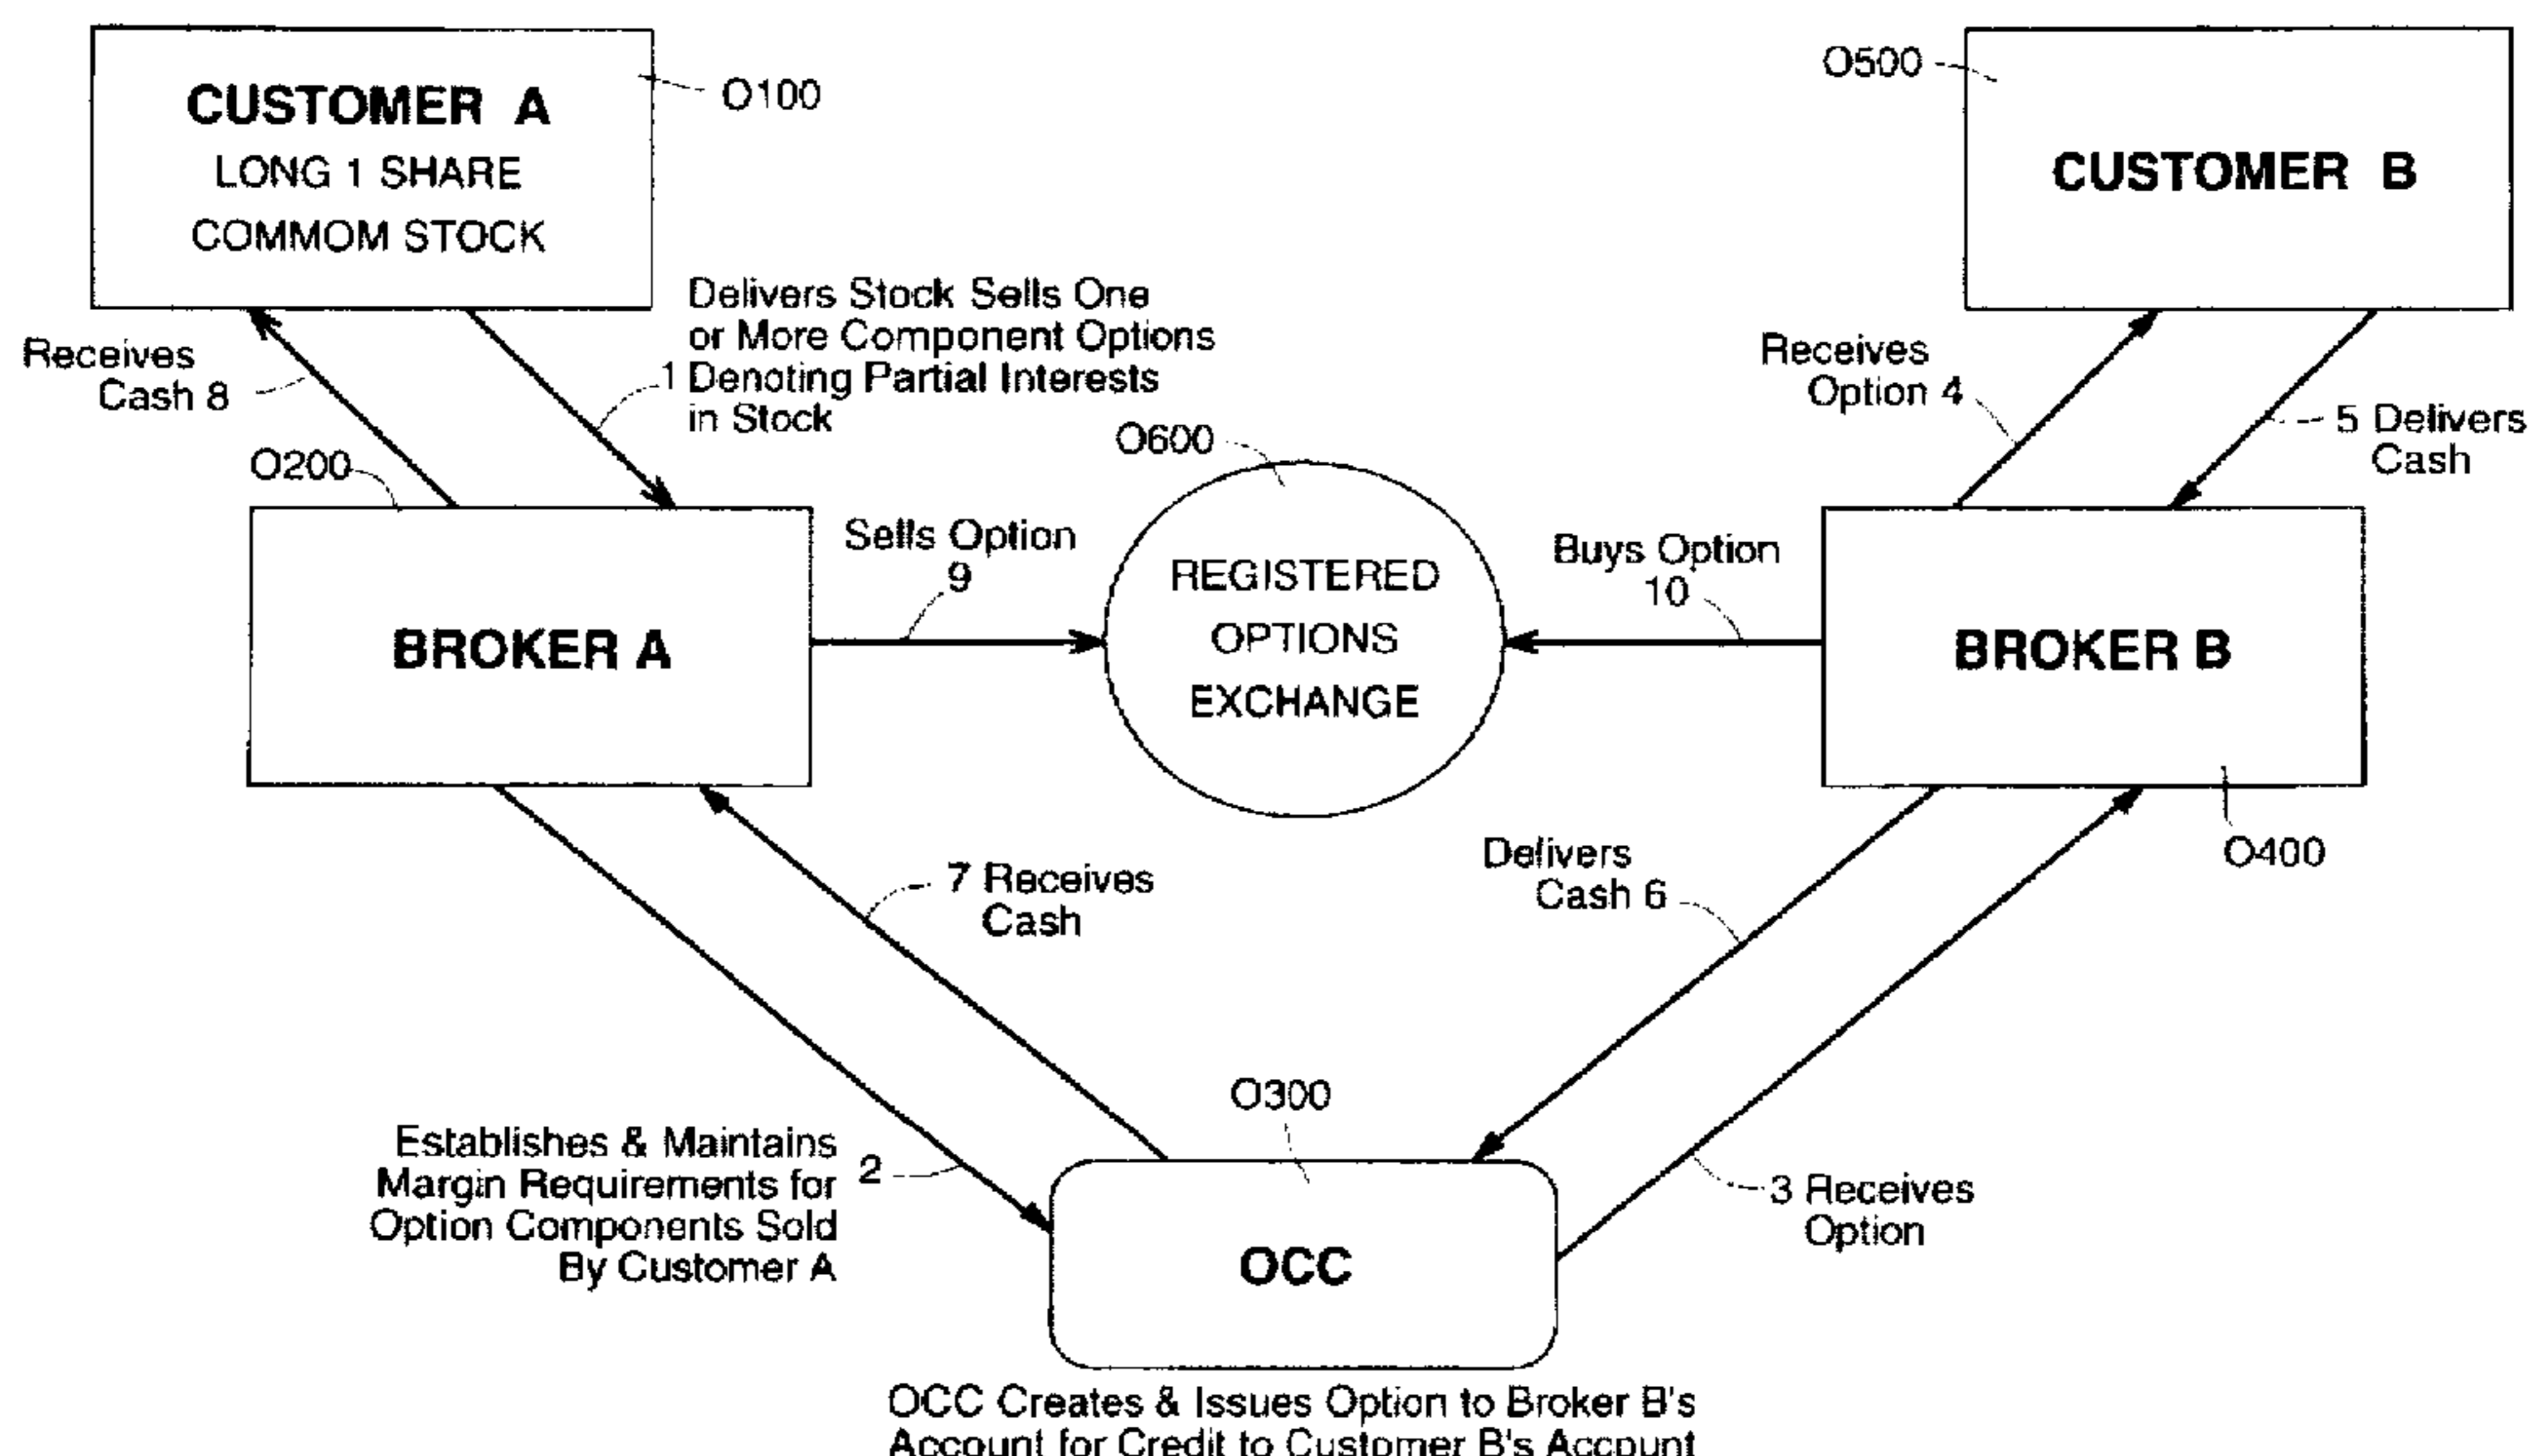 CUSTOMER A
LONG 1 SHARE
COMMOM STOCK
O100
O500
CUSTOMER B
Receives
Cash 8
Delivers Stock Sells One
or More Component Options
1 Denoting Partial Interests
in Stock
Receives
Option 4
5 Delivers
Cash
O200
O600
BROKER A
Sells Option
9
REGISTERED
OPTIONS
EXCHANGE
Buys Option
10
BROKER B
O400
7 Receives
Cash
Delivers
Cash 6
Establishes & Maintains
Margin Requirements for
Option Components Sold
By Customer A
2
O300
OCC
3 Receives
Option
OCC Creates & Issues Option to Broker B's
Account for Credit to Customer B's Account